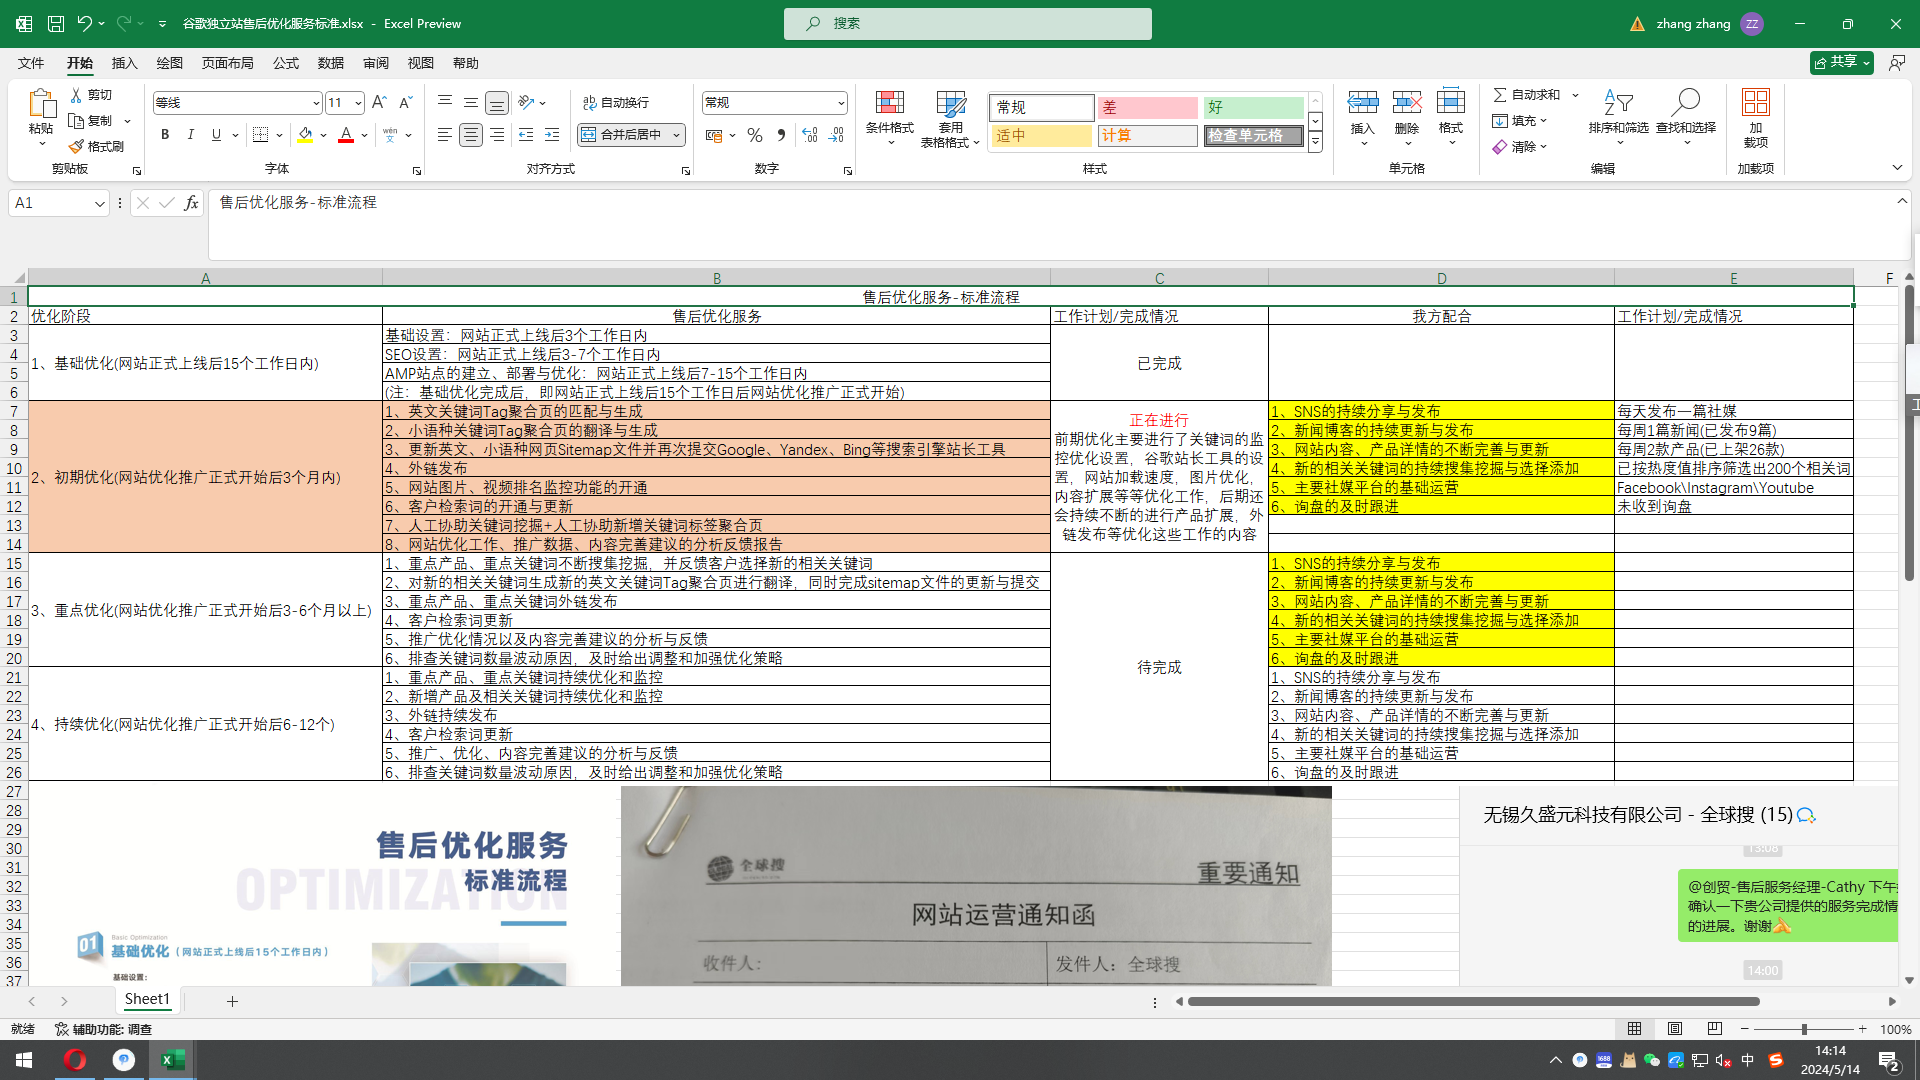 谷歌独立站售后优化服务标准.xlsx - Excel Preview
搜索
zhang zhang
ZZ
文件 开始 插入 绘图 页面布局 公式 数据 审阅 视图 帮助
共享
粘贴
剪切
复制
格式刷
剪贴板
等线 11
B I U A wén 文
字体
自动换行
合并后居中
对齐方式
常规
数字
条件格式
套用
表格格式
常规 差 好
适中 计算 检查单元格
样式
插入 删除 格式
单元格
自动求和
填充
清除
排序和筛选 查找和选择
编辑
加
载项
加载项
A1
fx
售后优化服务-标准流程
A B C D E F
1 售后优化服务-标准流程
2 优化阶段 售后优化服务 工作计划/完成情况 我方配合 工作计划/完成情况
3 基础设置：网站正式上线后3个工作日内
4 SEO设置：网站正式上线后3-7个工作日内
1、基础优化(网站正式上线后15个工作日内) 已完成
5 AMP站点的建立、部署与优化：网站正式上线后7-15个工作日内
6 (注：基础优化完成后，即网站正式上线后15个工作日后网站优化推广正式开始)
7 1、英文关键词Tag聚合页的匹配与生成 1、SNS的持续分享与发布 每天发布一篇社媒
8 2、小语种关键词Tag聚合页的翻译与生成 2、新闻博客的持续更新与发布 每周1篇新闻(已发布9篇)
9 3、更新英文、小语种网页Sitemap文件并再次提交Google、Yandex、Bing等搜索引擎站长工具 3、网站内容、产品详情的不断完善与更新 每周2款产品(已上架26款)
10 4、外链发布 4、新的相关关键词的持续搜集挖掘与选择添加 已按热度值排序筛选出200个相关词
2、初期优化(网站优化推广正式开始后3个月内)
11 5、网站图片、视频排名监控功能的开通 5、主要社媒平台的基础运营 Facebook\Instagram\Youtube
12 6、客户检索词的开通与更新 6、询盘的及时跟进 未收到询盘
13 7、人工协助关键词挖掘+人工协助新增关键词标签聚合页
14 8、网站优化工作、推广数据、内容完善建议的分析反馈报告
正在进行
前期优化主要进行了关键词的监
控优化设置，谷歌站长工具的设
置，网站加载速度，图片优化，
内容扩展等等优化工作，后期还
会持续不断的进行产品扩展，外
链发布等优化这些工作的内容
15 1、重点产品、重点关键词不断搜集挖掘，并反馈客户选择新的相关关键词 1、SNS的持续分享与发布
16 2、对新的相关关键词生成新的英文关键词Tag聚合页进行翻译，同时完成sitemap文件的更新与提交 2、新闻博客的持续更新与发布
17 3、重点产品、重点关键词外链发布 3、网站内容、产品详情的不断完善与更新
3、重点优化(网站优化推广正式开始后3-6个月以上)
18 4、客户检索词更新 4、新的相关关键词的持续搜集挖掘与选择添加
19 5、推广优化情况以及内容完善建议的分析与反馈 5、主要社媒平台的基础运营
20 6、排查关键词数量波动原因，及时给出调整和加强优化策略 6、询盘的及时跟进
待完成
21 1、重点产品、重点关键词持续优化和监控 1、SNS的持续分享与发布
22 2、新增产品及相关关键词持续优化和监控 2、新闻博客的持续更新与发布
23 3、外链持续发布 3、网站内容、产品详情的不断完善与更新
4、持续优化(网站优化推广正式开始后6-12个)
24 4、客户检索词更新 4、新的相关关键词的持续搜集挖掘与选择添加
25 5、推广、优化、内容完善建议的分析与反馈 5、主要社媒平台的基础运营
26 6、排查关键词数量波动原因，及时给出调整和加强优化策略 6、询盘的及时跟进
27
28
29
30
31
32
33
34
35
36
37
售后优化服务
OPTIMIZATION
标准流程
01 Basic Optimization
基础优化（网站正式上线后15个工作日内）
基础设置：
全球搜
重要通知
网站运营通知函
收件人： 发件人：全球搜
无锡久盛元科技有限公司 - 全球搜 (15)
13:08
@创贸-售后服务经理-Cathy 下午
确认一下贵公司提供的服务完成情
的进展。谢谢
14:00
Sheet1
就绪 辅助功能: 调查
100%
1688
中
14:14
2024/5/14
2